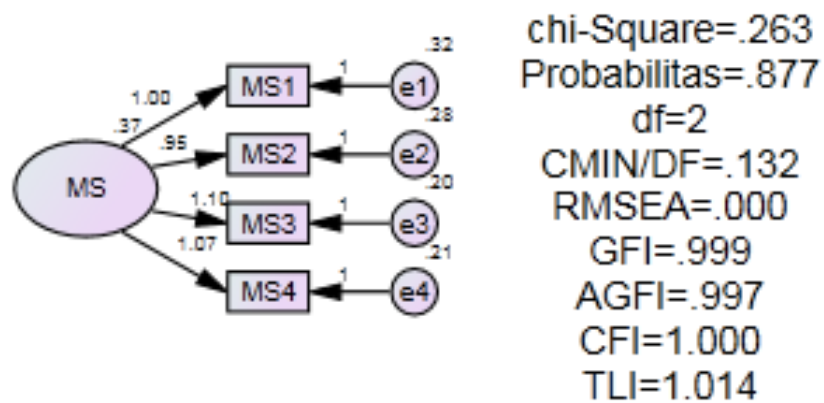 .32
1
1.00
MS1
e1
.28
.37
.95
1
MS2
e2
MS
.20
1.10
1
MS3
e3
.21
1.07
1
MS4
e4
chi-Square=.263
Probabilitas=.877
df=2
CMIN/DF=.132
RMSEA=.000
GFI=.999
AGFI=.997
CFI=1.000
TLI=1.014